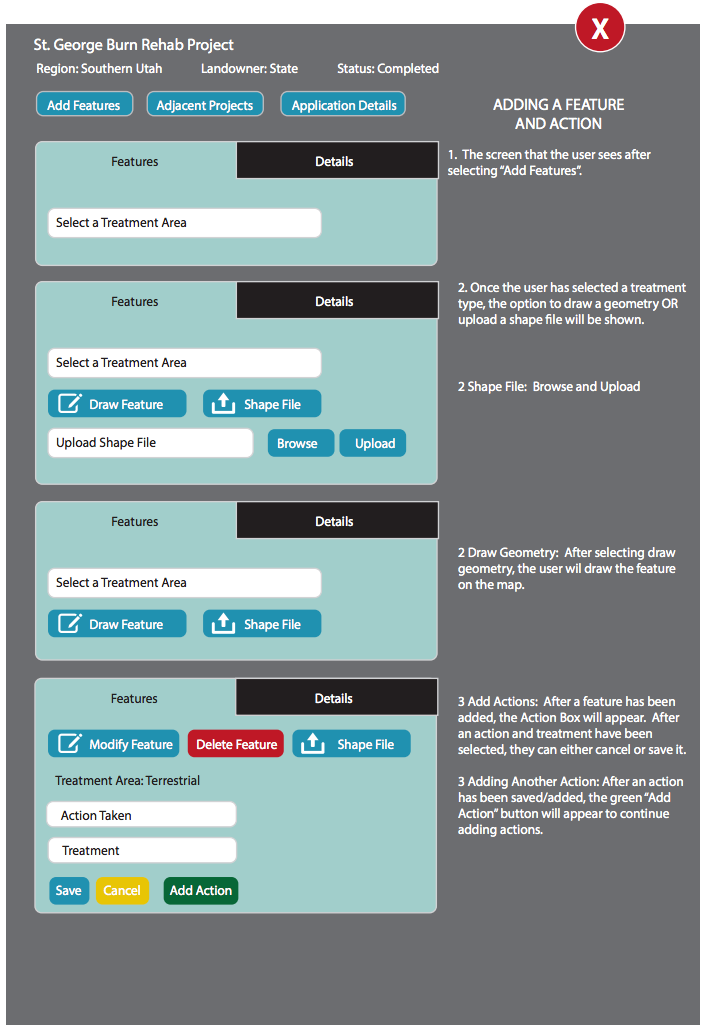 X
St. George Burn Rehab Project
Region: Southern Utah Landowner: State Status: Completed
Add Features Adjacent Projects Application Details
ADDING A FEATURE
AND ACTION
Features Details
Select a Treatment Area
1. The screen that the user sees after
selecting “Add Features”.
Features Details
Select a Treatment Area
Draw Feature Shape File
Upload Shape File Browse Upload
2. Once the user has selected a treatment
type, the option to draw a geometry OR
upload a shape file will be shown.
2 Shape File: Browse and Upload
Features Details
Select a Treatment Area
Draw Feature Shape File
2 Draw Geometry: After selecting draw
geometry, the user wil draw the feature
on the map.
Features Details
Modify Feature Delete Feature Shape File
Treatment Area: Terrestrial
Action Taken
Treatment
Save Cancel Add Action
3 Add Actions: After a feature has been
added, the Action Box will appear. After
an action and treatment have been
selected, they can either cancel or save it.
3 Adding Another Action: After an action
has been saved/added, the green “Add
Action” button will appear to continue
adding actions.